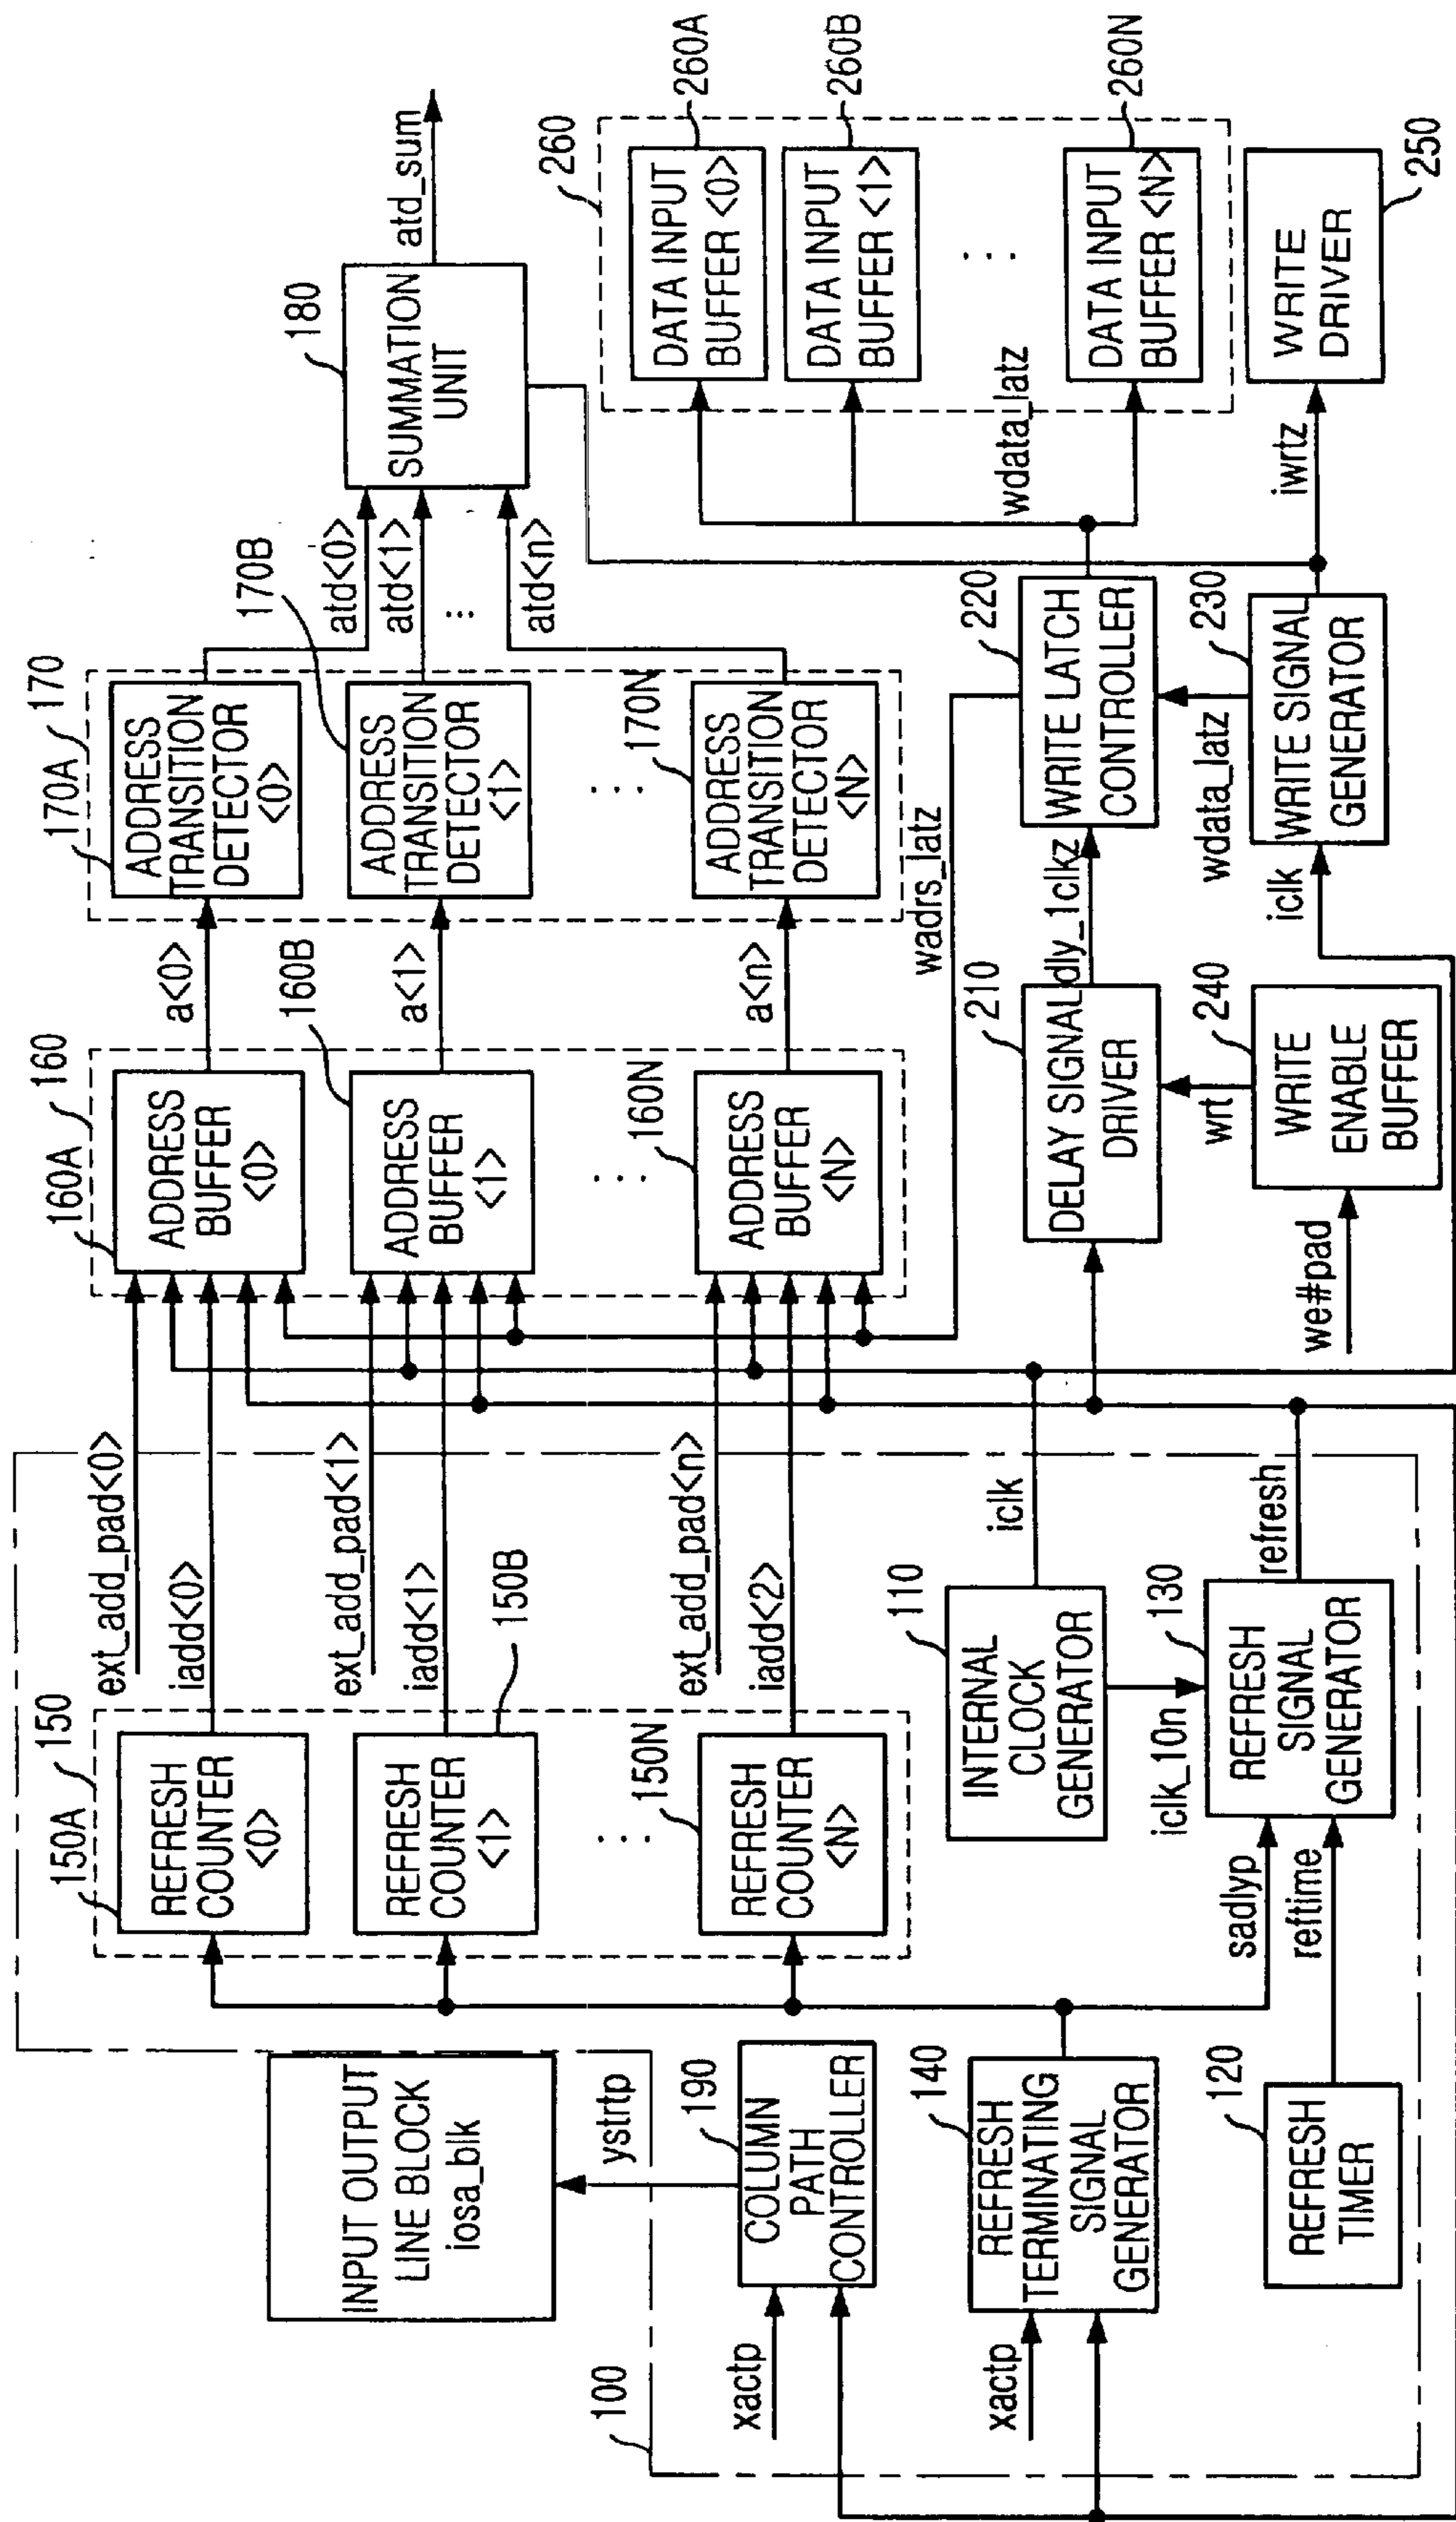 100
INPUT OUTPUT
LINE BLOCK
iosa_blk
ystrtp
xactp
COLUMN
PATH
CONTROLLER
190
xactp
REFRESH
TERMINATING
SIGNAL
GENERATOR
140
REFRESH
TIMER
120
sadlyp
reftime
150A
150
REFRESH
COUNTER
<0>
REFRESH
COUNTER
<1>
150B
⋮
150N
REFRESH
COUNTER
<N>
INTERNAL
CLOCK
GENERATOR
110
iclk_10n
REFRESH
SIGNAL
GENERATOR
130
ext_add_pad<0>
iadd<0>
ext_add_pad<1>
iadd<1>
ext_add_pad<n>
iadd<2>
iclk
refresh
160A
160
ADDRESS
BUFFER
<0>
160B
ADDRESS
BUFFER
<1>
⋮
160N
ADDRESS
BUFFER
<N>
we#pad
DELAY SIGNAL
DRIVER
210
wrt
WRITE
ENABLE
BUFFER
240
a<0>
a<1>
a<n>
wadrs_latz
dly_1clkz
iclk
170A
170
ADDRESS
TRANSITION
DETECTOR
<0>
170B
ADDRESS
TRANSITION
DETECTOR
<1>
⋮
170N
ADDRESS
TRANSITION
DETECTOR
<N>
WRITE LATCH
CONTROLLER
220
wdata_latz
WRITE SIGNAL
GENERATOR
230
atd<0>
atd<1>
⋮
atd<n>
180
SUMMATION
UNIT
atd_sum
wdata_latz
iwrtz
260
DATA INPUT
BUFFER <0>
260A
DATA INPUT
BUFFER <1>
260B
⋮
DATA INPUT
BUFFER <N>
260N
WRITE
DRIVER
250